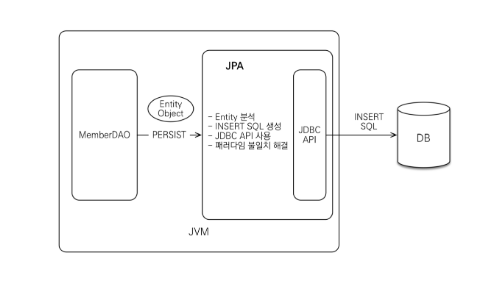 JPA
Entity
Object
MemberDAO
PERSIST
- Entity 분석
- INSERT SQL 생성
- JDBC API 사용
- 패러다임 불일치 해결
JDBC
API
INSERT
SQL
DB
JVM